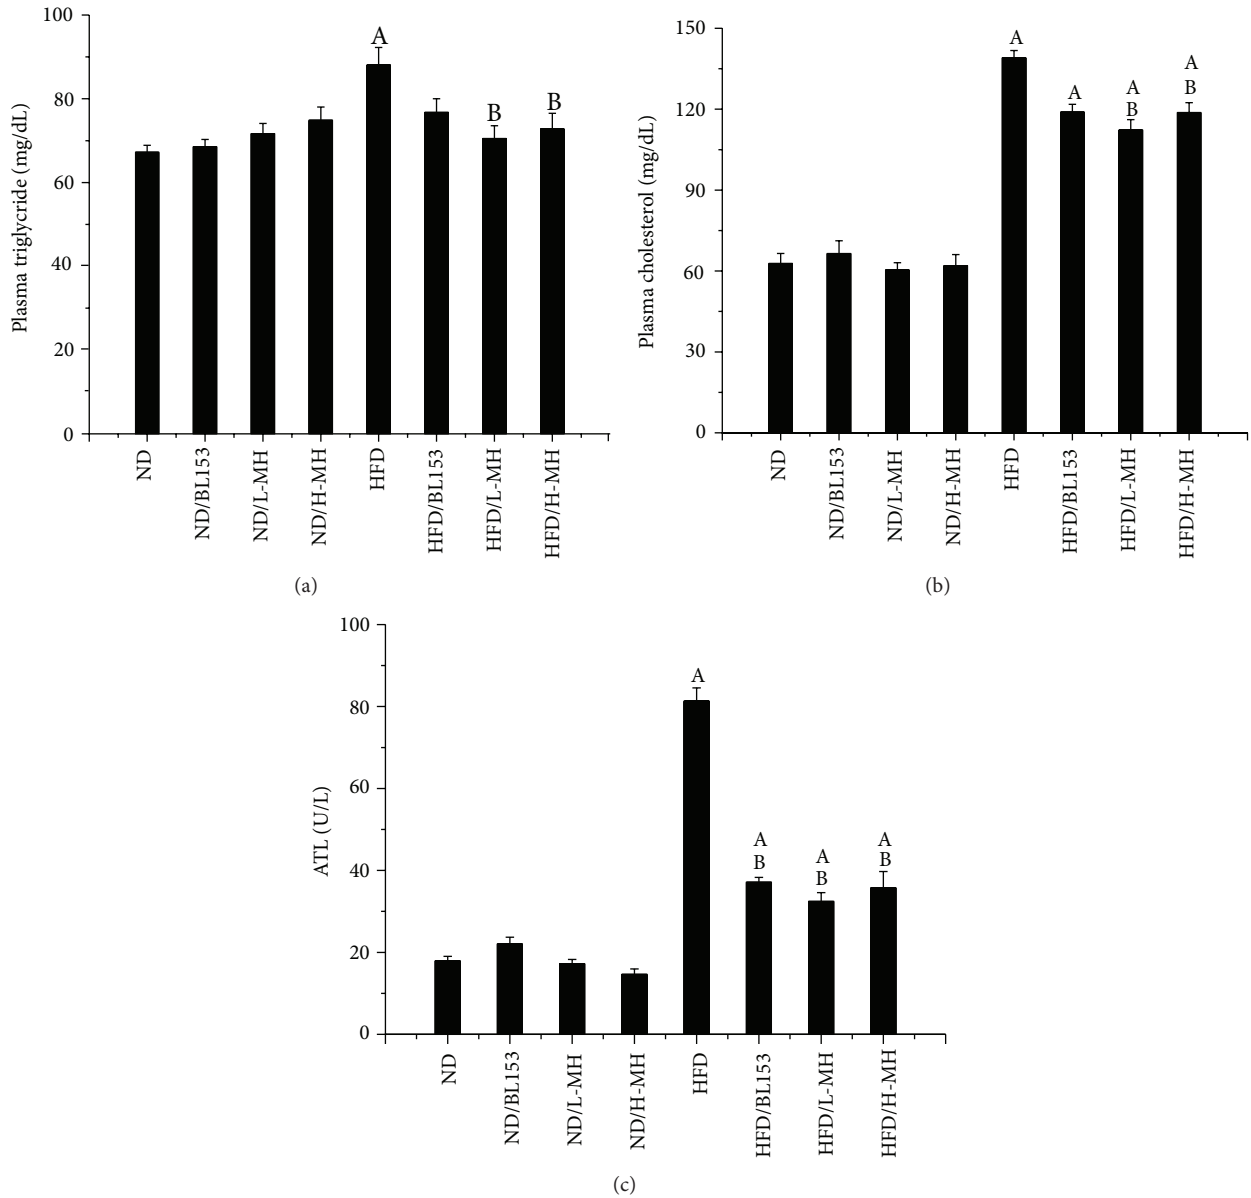 Plasma triglycride (mg/dL)
100
80
60
40
20
0
A
B
B
ND
ND/BL153
ND/L-MH
ND/H-MH
HFD
HFD/BL153
HFD/L-MH
HFD/H-MH
(a)
Plasma cholesterol (mg/dL)
150
120
90
60
30
0
A
A
A
B
A
B
ND
ND/BL153
ND/L-MH
ND/H-MH
HFD
HFD/BL153
HFD/L-MH
HFD/H-MH
(b)
ATL (U/L)
100
80
60
40
20
0
A
A
B
A
B
A
B
ND
ND/BL153
ND/L-MH
ND/H-MH
HFD
HFD/BL153
HFD/L-MH
HFD/H-MH
(c)